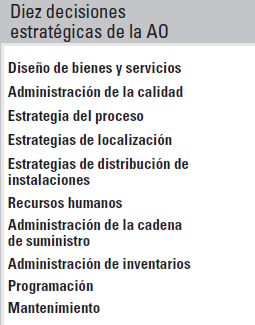 Diez decisiones
estratégicas de la AO
Diseño de bienes y servicios
Administración de la calidad
Estrategia del proceso
Estrategias de localización
Estrategias de distribución de
instalaciones
Recursos humanos
Administración de la cadena
de suministro
Administración de inventarios
Programación
Mantenimiento